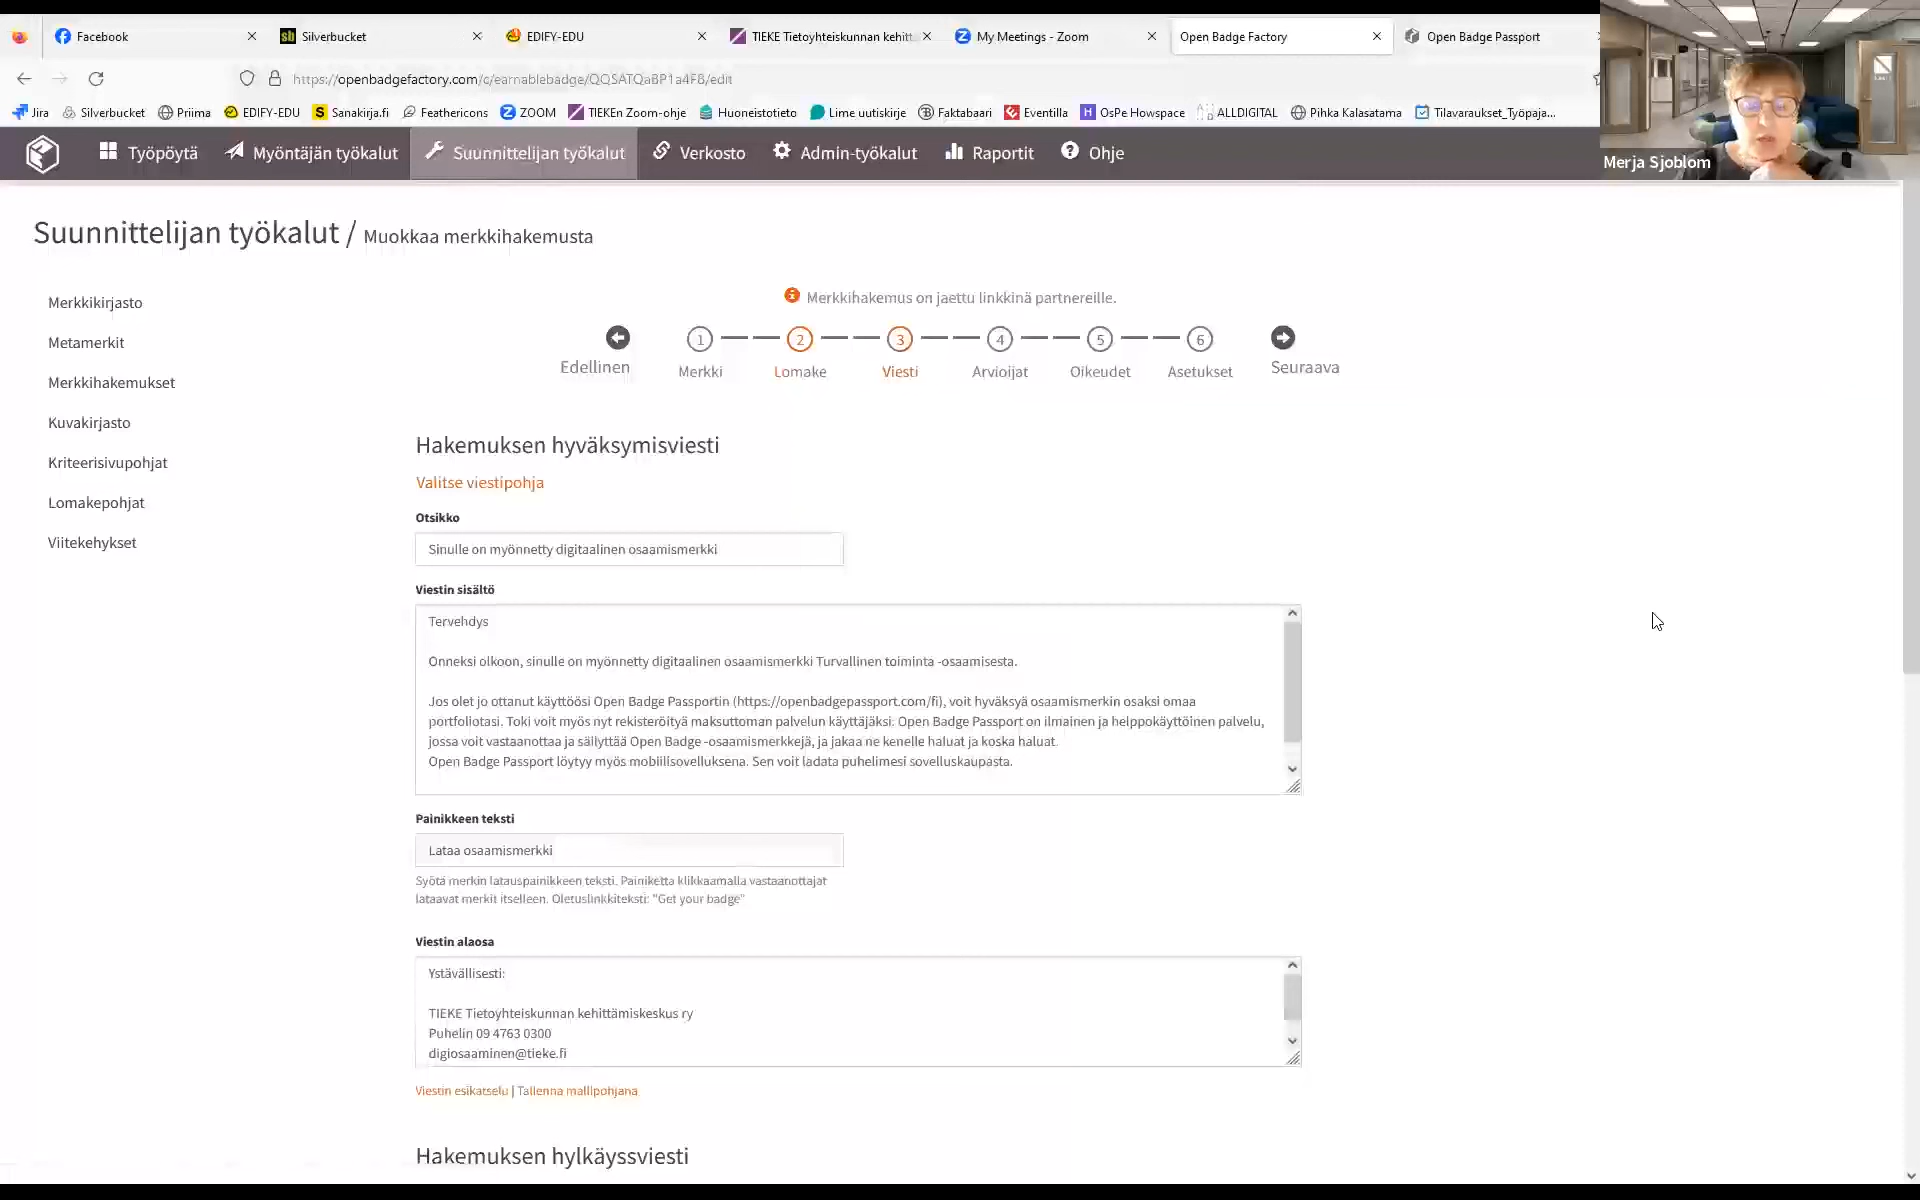 Facebook
Silverbucket
EDIFY-EDU
TIEKE Tietoyhteiskunnan kehitt
My Meetings - Zoom
Open Badge Factory
Open Badge Passport
https://openbadgefactory.com/c/earnablebadge/QQSATQaBP1a4F8/edit
Jira
Silverbucket
Priima
EDIFY-EDU
Sanakirja.fi
Feathericons
ZOOM
TIEKEn Zoom-ohje
Huoneistotieto
Lime uutiskirje
Faktabaari
Eventilla
OsPe Howspace
ALLDIGITAL
Pihka Kalasatama
Tilavaraukset_Työpaja...
Merja Sjoblom
Työpöytä
Myöntäjän työkalut
Suunnittelijan työkalut
Verkosto
Admin-työkalut
Raportit
Ohje
Suunnittelijan työkalut / Muokkaa merkkihakemusta
Merkkikirjasto
Metamerkit
Merkkihakemukset
Kuvakirjasto
Kriteerisivupohjat
Lomakepohjat
Viitekehykset
Merkkihakemus on jaettu linkkinä partnereille.
Edellinen
1 Merkki
2 Lomake
3 Viesti
4 Arvioijat
5 Oikeudet
6 Asetukset
Seuraava
Hakemuksen hyväksymisviesti
Valitse viestipohja
Otsikko
Sinulle on myönnetty digitaalinen osaamismerkki
Viestin sisältö
Tervehdys
Onneksi olkoon, sinulle on myönnetty digitaalinen osaamismerkki Turvallinen toiminta -osaamisesta.
Jos olet jo ottanut käyttöösi Open Badge Passportin (https://openbadgepassport.com/fi), voit hyväksyä osaamismerkin osaksi omaa
portfoliotasi. Toki voit myös nyt rekisteröityä maksuttoman palvelun käyttäjäksi: Open Badge Passport on ilmainen ja helppokäyttöinen palvelu,
jossa voit vastaanottaa ja säilyttää Open Badge -osaamismerkkejä, ja jakaa ne kenelle haluat ja koska haluat.
Open Badge Passport löytyy myös mobiilisovelluksena. Sen voit ladata puhelimesi sovelluskaupasta.
Painikkeen teksti
Lataa osaamismerkki
Syötä merkin latauspainikkeen teksti. Painiketta klikkaamalla vastaanottajat
lataavat merkit itselleen. Oletuslinkkiteksti: "Get your badge"
Viestin alaosa
Ystävällisesti:
TIEKE Tietoyhteiskunnan kehittämiskeskus ry
Puhelin 09 4763 0300
digiosaaminen@tieke.fi
Viestin esikatselu | Tallenna mallipohjana
Hakemuksen hylkäyssviesti